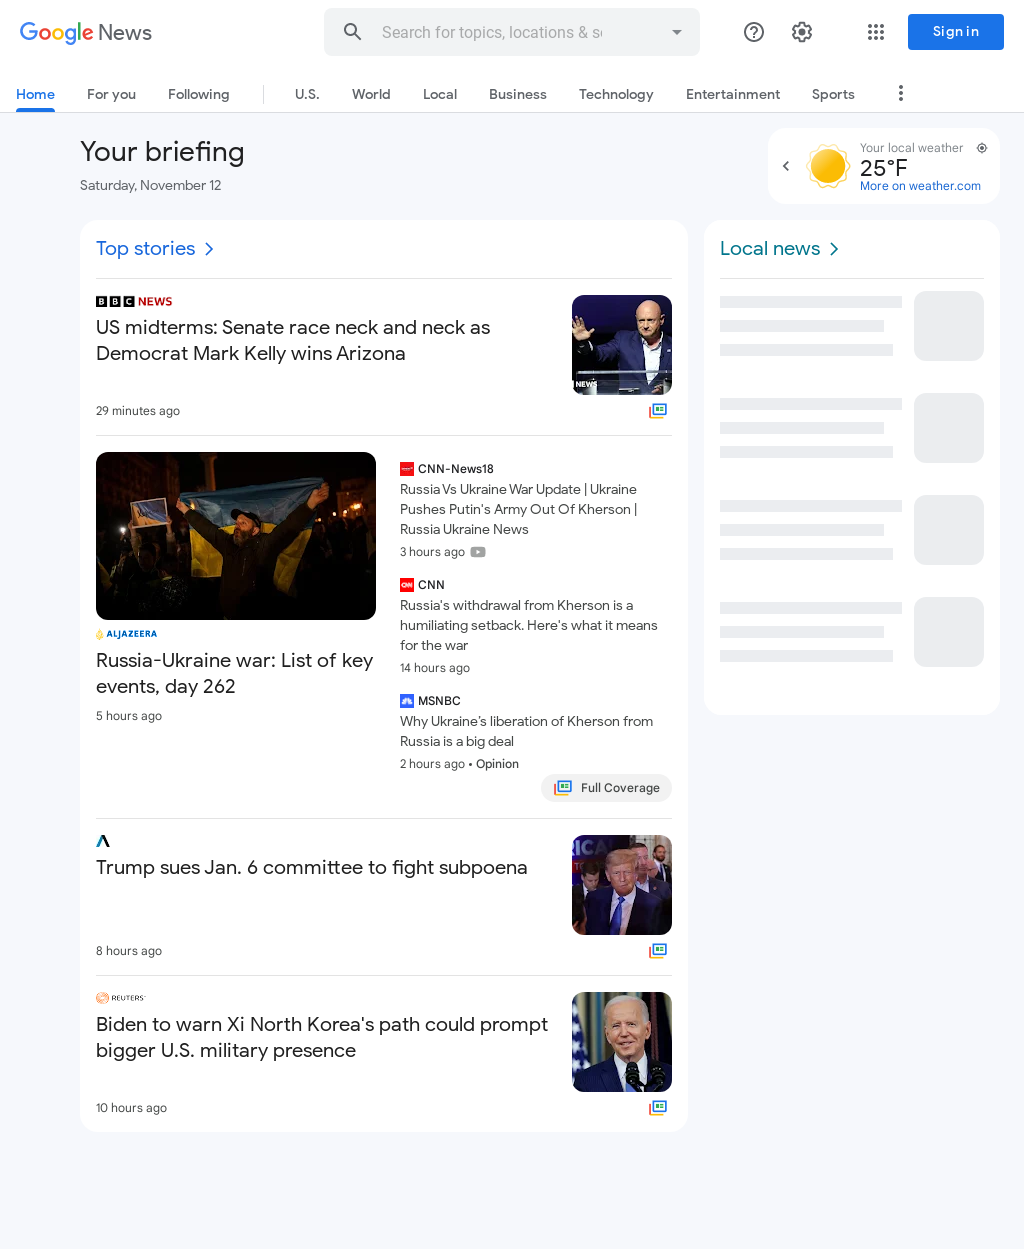 Google News
Search for topics, locations & so
Sign in
Home
For you
Following
U.S.
World
Local
Business
Technology
Entertainment
Sports
Your briefing
Saturday, November 12
Your local weather
25°F
More on weather.com
Top stories
BBC NEWS
US midterms: Senate race neck and neck as
Democrat Mark Kelly wins Arizona
NEWS
29 minutes ago
ALJAZEERA
Russia-Ukraine war: List of key
events, day 262
5 hours ago
CNN-News18
Russia Vs Ukraine War Update | Ukraine
Pushes Putin's Army Out Of Kherson |
Russia Ukraine News
3 hours ago
CNN
CNN
Russia's withdrawal from Kherson is a
humiliating setback. Here's what it means
for the war
14 hours ago
MSNBC
Why Ukraine's liberation of Kherson from
Russia is a big deal
2 hours ago • Opinion
Full Coverage
Trump sues Jan. 6 committee to fight subpoena
8 hours ago
REUTERS
Biden to warn Xi North Korea's path could prompt
bigger U.S. military presence
10 hours ago
Local news